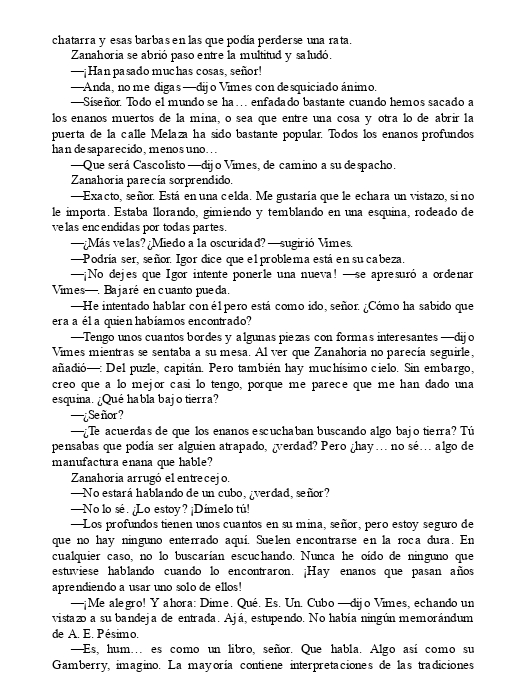 chatarra y esas barbas en las que podía perderse una rata.
Zanahoria se abrió paso entre la multitud y saludó.
—¡Han pasado muchas cosas, señor!
—Anda, no me digas —dijo Vimes con desquiciado ánimo.
—Síseñor. Todo el mundo se ha… enfadado bastante cuando hemos sacado a
los enanos muertos de la mina, o sea que entre una cosa y otra lo de abrir la
puerta de la calle Melaza ha sido bastante popular. Todos los enanos profundos
han desaparecido, menos uno…
—Que será Cascolisto —dijo Vimes, de camino a su despacho.
Zanahoria parecía sorprendido.
—Exacto, señor. Está en una celda. Me gustaría que le echara un vistazo, si no
le importa. Estaba llorando, gimiendo y temblando en una esquina, rodeado de
velas encendidas por todas partes.
—¿Más velas? ¿Miedo a la oscuridad? —sugirió Vimes.
—Podría ser, señor. Igor dice que el problema está en su cabeza.
—¡No dejes que Igor intente ponerle una nueva! —se apresuró a ordenar
Vimes—. Bajaré en cuanto pueda.
—He intentado hablar con él pero está como ido, señor. ¿Cómo ha sabido que
era a él a quien habíamos encontrado?
—Tengo unos cuantos bordes y algunas piezas con formas interesantes —dijo
Vimes mientras se sentaba a su mesa. Al ver que Zanahoria no parecía seguirle,
añadió—: Del puzle, capitán. Pero también hay muchísimo cielo. Sin embargo,
creo que a lo mejor casi lo tengo, porque me parece que me han dado una
esquina. ¿Qué habla bajo tierra?
—¿Señor?
—¿Te acuerdas de que los enanos escuchaban buscando algo bajo tierra? Tú
pensabas que podía ser alguien atrapado, ¿verdad? Pero ¿hay… no sé… algo de
manufactura enana que hable?
Zanahoria arrugó el entrecejo.
—No estará hablando de un cubo, ¿verdad, señor?
—No lo sé. ¿Lo estoy? ¡Dímelo tú!
—Los profundos tienen unos cuantos en su mina, señor, pero estoy seguro de
que no hay ninguno enterrado aquí. Suelen encontrarse en la roca dura. En
cualquier caso, no lo buscarían escuchando. Nunca he oído de ninguno que
estuviese hablando cuando lo encontraron. ¡Hay enanos que pasan años
aprendiendo a usar uno solo de ellos!
—¡Me alegro! Y ahora: Dime. Qué. Es. Un. Cubo —dijo Vimes, echando un
vistazo a su bandeja de entrada. Ajá, estupendo. No había ningún memorándum
de A. E. Pésimo.
—Es, hum… es como un libro, señor. Que habla. Algo así como su
Gamberry, imagino. La mayoría contiene interpretaciones de las tradiciones